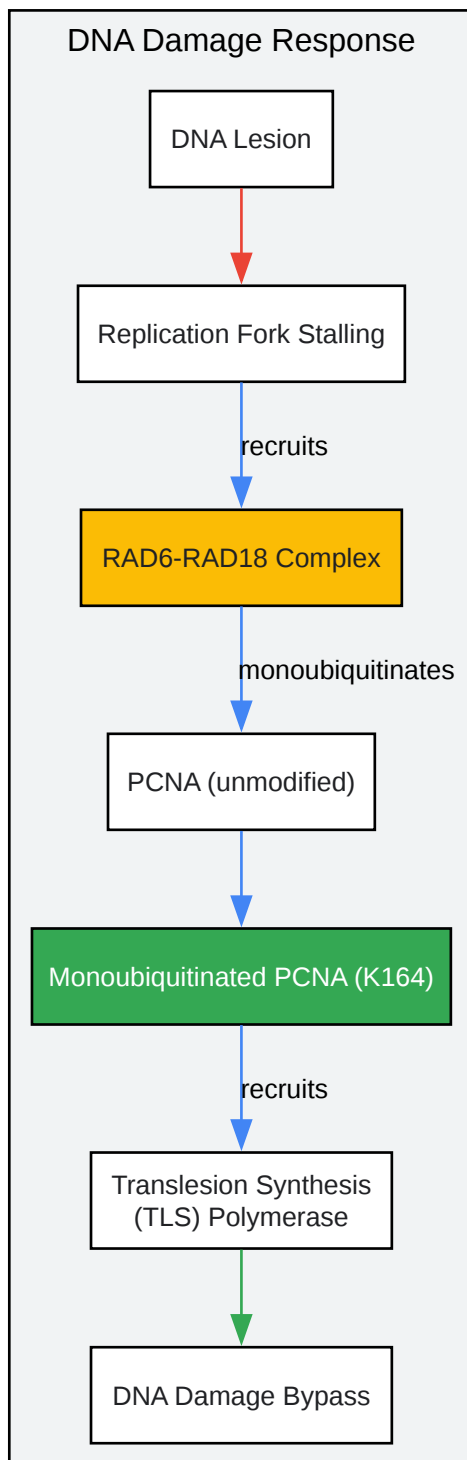 DNA Damage Response
DNA Lesion
Replication Fork Stalling
recruits
RAD6-RAD18 Complex
monoubiquitinates
PCNA (unmodified)
Monoubiquitinated PCNA (K164)
recruits
Translesion Synthesis
(TLS) Polymerase
DNA Damage Bypass